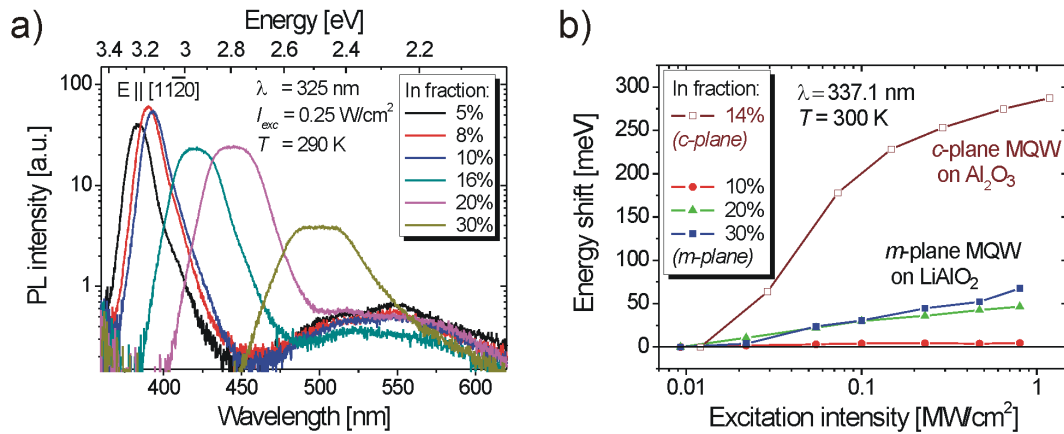 a)
Energy [eV]
3.4 3.2 3 2.8 2.6 2.4 2.2
100
10
1
PL intensity [a.u.]
E || [112̅0]
λ = 325 nm
I_exc = 0.25 W/cm²
T = 290 K
In fraction:
5%
8%
10%
16%
20%
30%
400 450 500 550 600
Wavelength [nm]
b)
300
250
200
150
100
50
0
Energy shift [meV]
In fraction:
14%
(c-plane)
10%
20%
30%
(m-plane)
λ = 337.1 nm
T = 300 K
c-plane MQW
on Al₂O₃
m-plane MQW
on LiAlO₂
0.01 0.1 1
Excitation intensity [MW/cm²]